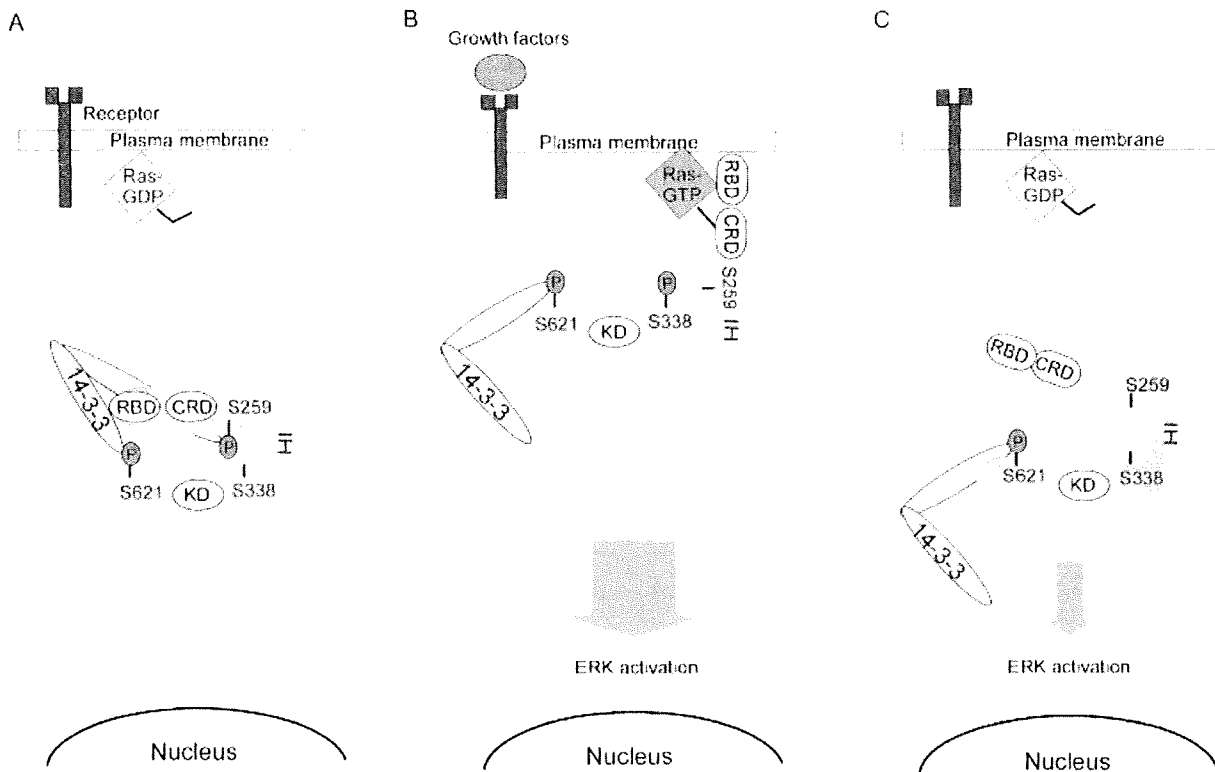 A
Receptor
Plasma membrane
Ras-
GDP
14-3-3
RBD
CRD
S259
P
P
S621
KD
S338
Nucleus
B
Growth factors
Plasma membrane
Ras-
GTP
RBD
CRD
S259
P
P
S621
KD
S338
14-3-3
ERK activation
Nucleus
C
Plasma membrane
Ras-
GDP
RBD
CRD
S259
P
S621
KD
S338
14-3-3
ERK activation
Nucleus